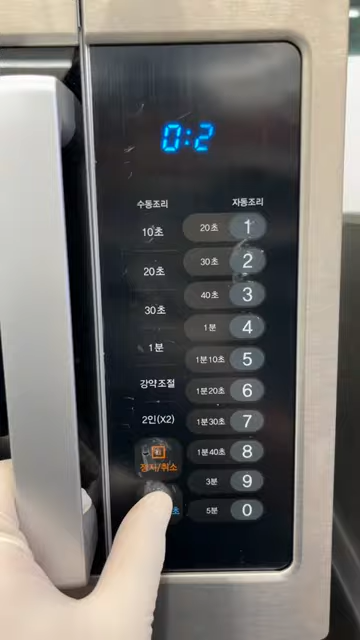 0:2
수동조리
자동조리
10초
20초 1
20초
30초 2
30초
40초 3
1분 4
1분
1분10초 5
강약조절
1분20초 6
2인(X2)
1분30초 7
1분40초 8
정지/취소
3분 9
초
5분 0